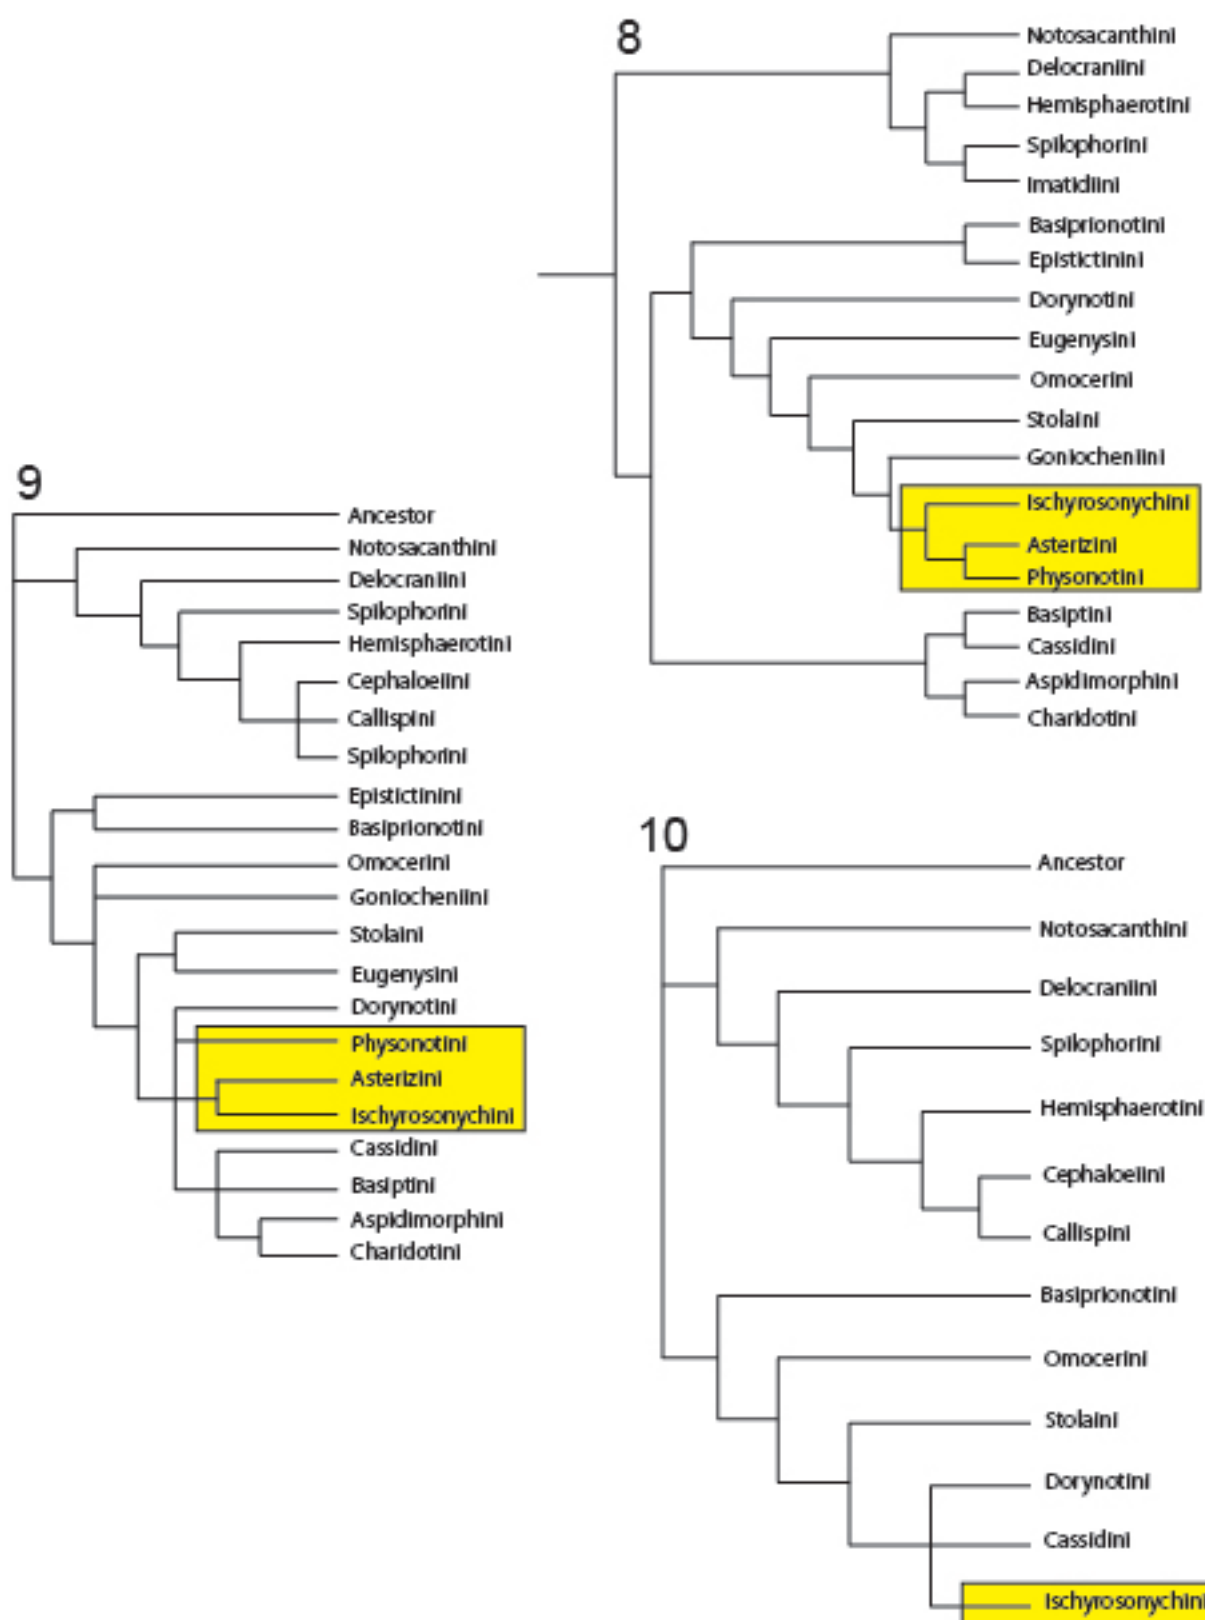 8
Notosacanthini
Delocraniini
Hemisphaerotini
Spilophorini
Imatidiini
Basiprionotini
Epistictinini
Dorynotini
Eugenysini
Omocerini
Stolaini
Goniocheniini
Ischyrosonychini
Asterizini
Physonotini
Basiptini
Cassidini
Aspidimorphini
Charidotini
9
Ancestor
Notosacanthini
Delocraniini
Spilophorini
Hemisphaerotini
Cephaloeiini
Callispini
Spilophorini
Epistictinini
Basiprionotini
Omocerini
Goniocheniini
Stolaini
Eugenysini
Dorynotini
Physonotini
Asterizini
Ischyrosonychini
Cassidini
Basiptini
Aspidimorphini
Charidotini
10
Ancestor
Notosacanthini
Delocraniini
Spilophorini
Hemisphaerotini
Cephaloeiini
Callispini
Basiprionotini
Omocerini
Stolaini
Dorynotini
Cassidini
Ischyrosonychini